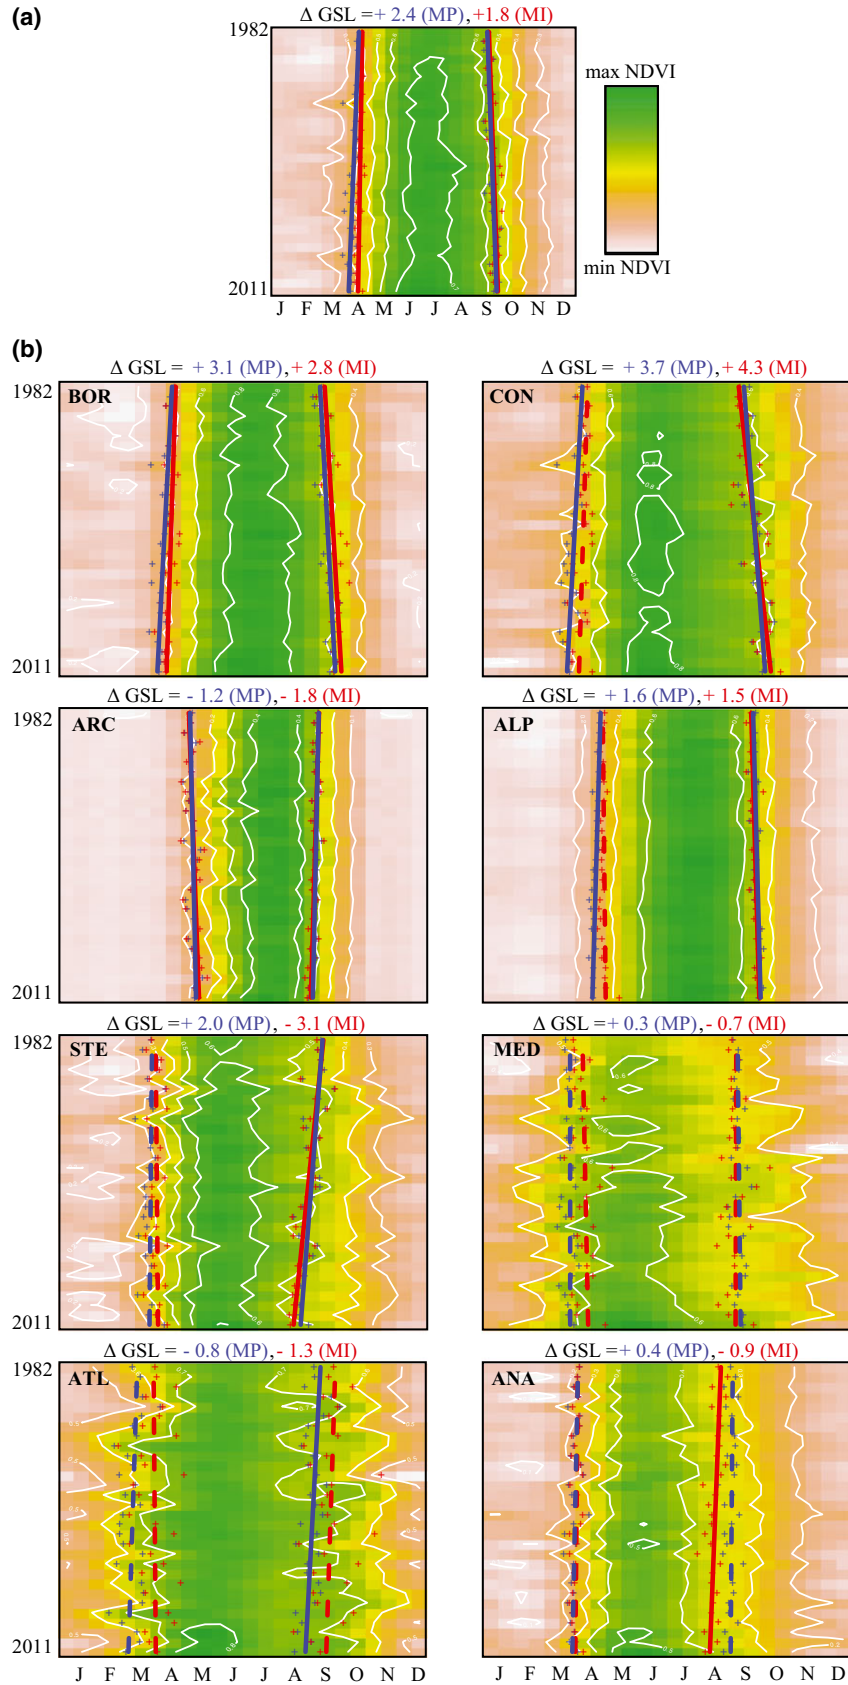 (a)
Δ GSL = + 2.4 (MP), +1.8 (MI)
1982
2011
J F M A M J J A S O N D
max NDVI
min NDVI
(b)
Δ GSL = + 3.1 (MP), + 2.8 (MI)
1982
BOR
2011
Δ GSL = + 3.7 (MP), + 4.3 (MI)
CON
Δ GSL = - 1.2 (MP), - 1.8 (MI)
1982
ARC
2011
Δ GSL = + 1.6 (MP), + 1.5 (MI)
ALP
Δ GSL =+ 2.0 (MP), - 3.1 (MI)
1982
STE
2011
Δ GSL = + 0.3 (MP), - 0.7 (MI)
MED
Δ GSL = - 0.8 (MP), - 1.3 (MI)
1982
ATL
2011
J F M A M J J A S O N D
Δ GSL = + 0.4 (MP), - 0.9 (MI)
ANA
J F M A M J J A S O N D